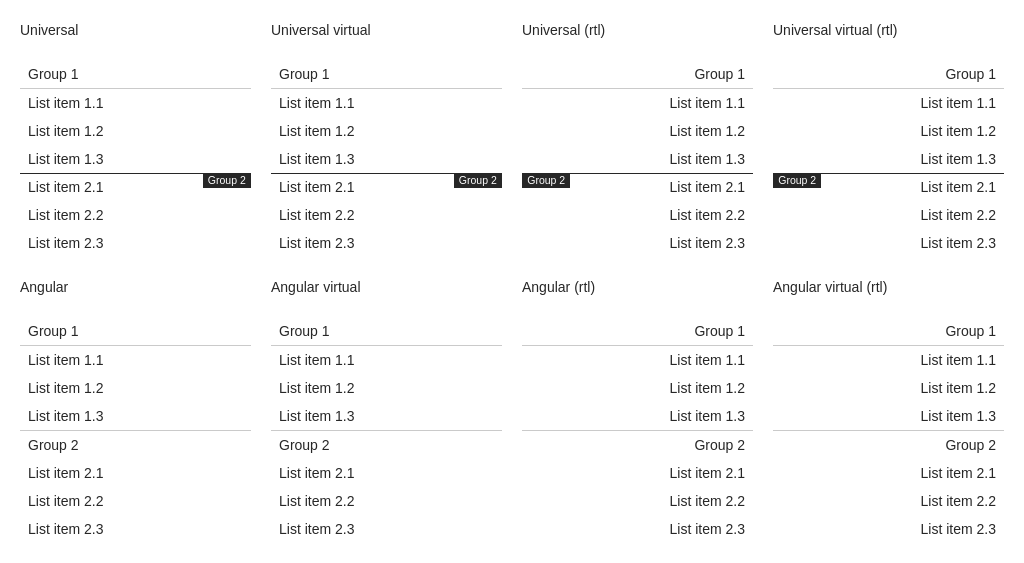 Universal
Group 1
List item 1.1
List item 1.2
List item 1.3
Group 2
List item 2.1
List item 2.2
List item 2.3
Universal virtual
Group 1
List item 1.1
List item 1.2
List item 1.3
Group 2
List item 2.1
List item 2.2
List item 2.3
Universal (rtl)
Group 1
List item 1.1
List item 1.2
List item 1.3
Group 2
List item 2.1
List item 2.2
List item 2.3
Universal virtual (rtl)
Group 1
List item 1.1
List item 1.2
List item 1.3
Group 2
List item 2.1
List item 2.2
List item 2.3
Angular
Group 1
List item 1.1
List item 1.2
List item 1.3
Group 2
List item 2.1
List item 2.2
List item 2.3
Angular virtual
Group 1
List item 1.1
List item 1.2
List item 1.3
Group 2
List item 2.1
List item 2.2
List item 2.3
Angular (rtl)
Group 1
List item 1.1
List item 1.2
List item 1.3
Group 2
List item 2.1
List item 2.2
List item 2.3
Angular virtual (rtl)
Group 1
List item 1.1
List item 1.2
List item 1.3
Group 2
List item 2.1
List item 2.2
List item 2.3